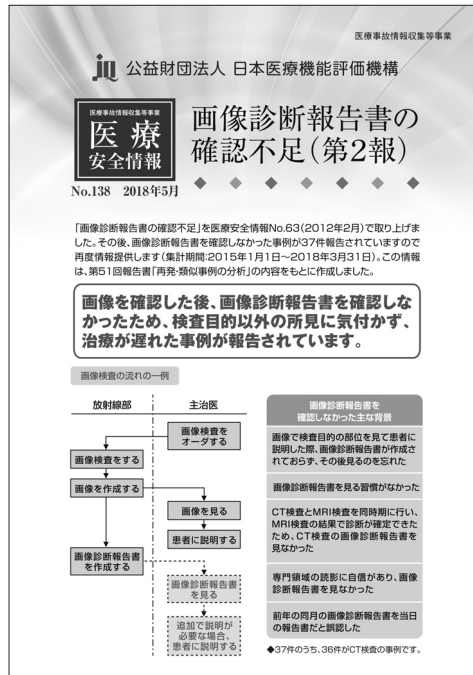 医療事故情報収集等事業
jq 公益財団法人 日本医療機能評価機構
医療事故情報収集等事業
医療
安全情報
No.138 2018年5月
画像診断報告書の
確認不足（第2報）
「画像診断報告書の確認不足」を医療安全情報No.63（2012年2月）で取り上げま
した。その後、画像診断報告書を確認しなかった事例が37件報告されていますので
再度情報提供します（集計期間：2015年1月1日～2018年3月31日）。この情報
は、第51回報告書「再発・類似事例の分析」の内容をもとに作成しました。
画像を確認した後、画像診断報告書を確認しな
かったため、検査目的以外の所見に気付かず、
治療が遅れた事例が報告されています。
画像検査の流れの一例
放射線部
主治医
画像検査を
オーダする
画像検査をする
画像を作成する
画像を見る
患者に説明する
画像診断報告書
を作成する
画像診断報告書
を見る
追加で説明が
必要な場合、
患者に説明する
画像診断報告書を
確認しなかった主な背景
画像で検査目的の部位を見て患者に
説明した際、画像診断報告書が作成さ
れておらず、その後見るのを忘れた
画像診断報告書を見る習慣がなかった
CT検査とMRI検査を同時期に行い、
MRI検査の結果で診断が確定できた
ため、CT検査の画像診断報告書を
見なかった
専門領域の読影に自信があり、画像
診断報告書を見なかった
前年の同月の画像診断報告書を当日
の報告書だと誤認した
◆37件のうち、36件がCT検査の事例です。